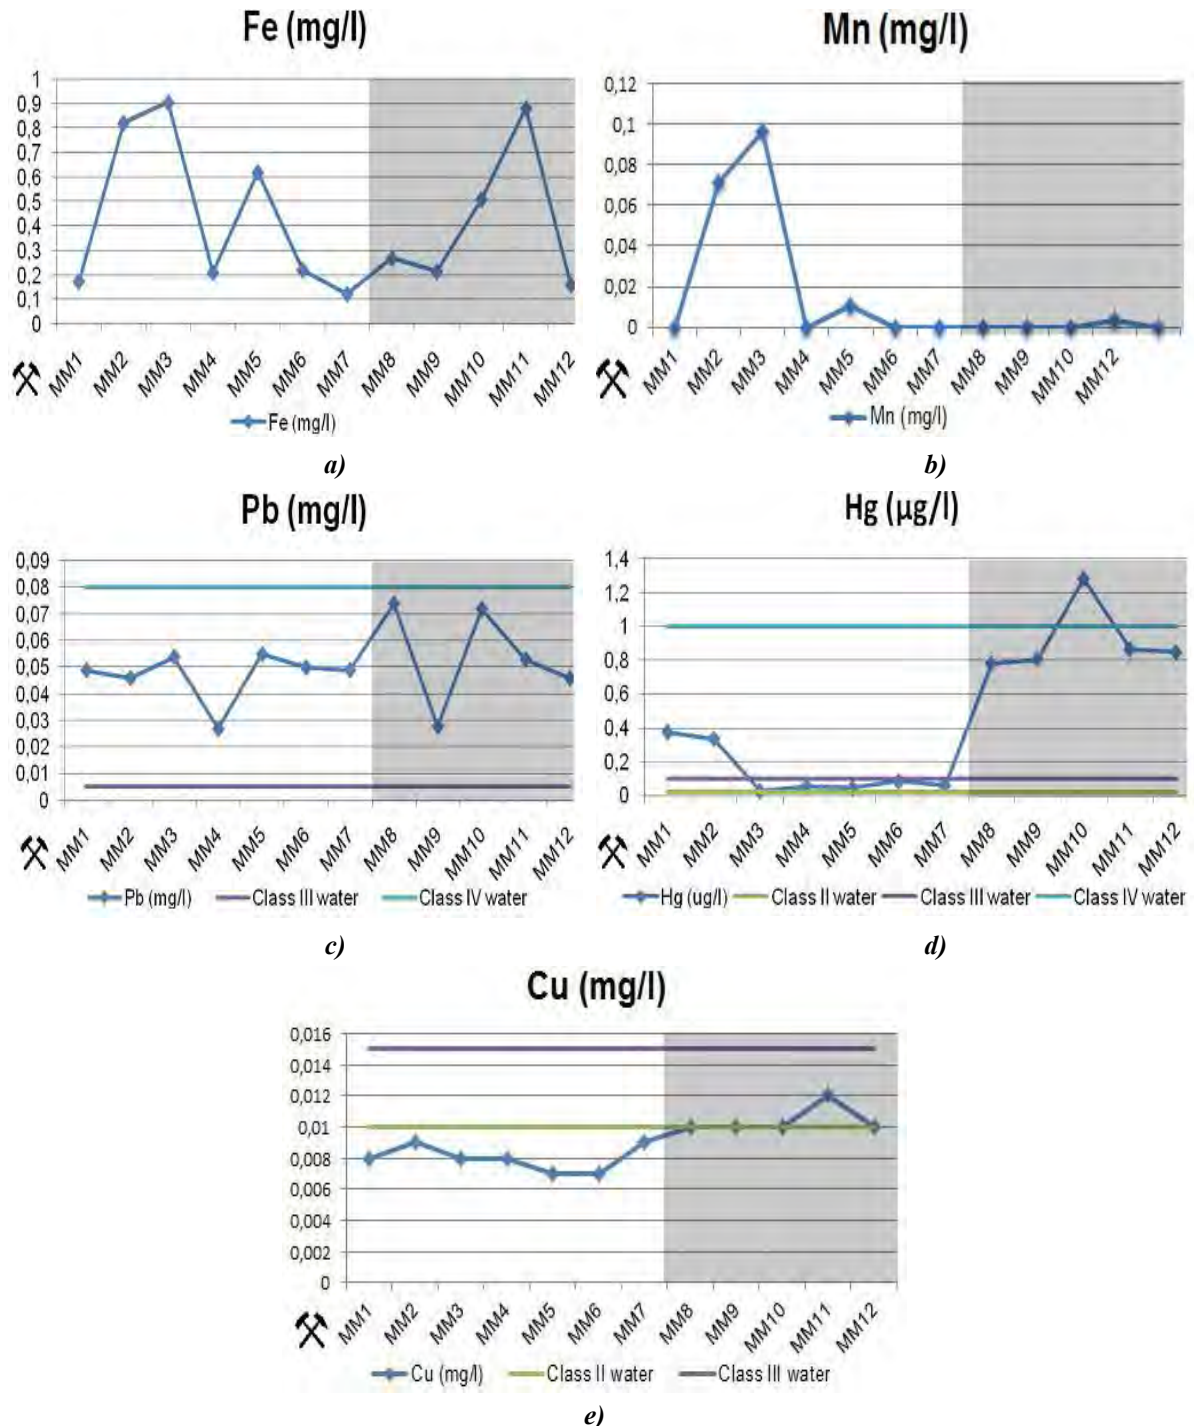 Fe (mg/l)
1
0,9
0,8
0,7
0,6
0,5
0,4
0,3
0,2
0,1
0
MM1 MM2 MM3 MM4 MM5 MM6 MM7 MM8 MM9 MM10 MM11 MM12
Fe (mg/l)
a)
Mn (mg/l)
0,12
0,1
0,08
0,06
0,04
0,02
0
MM1 MM2 MM3 MM4 MM5 MM6 MM7 MM8 MM9 MM10 MM12
Mn (mg/l)
b)
Pb (mg/l)
0,09
0,08
0,07
0,06
0,05
0,04
0,03
0,02
0,01
0
MM1 MM2 MM3 MM4 MM5 MM6 MM7 MM8 MM9 MM10 MM11 MM12
Pb (mg/l) Class III water Class IV water
c)
Hg (µg/l)
1,4
1,2
1
0,8
0,6
0,4
0,2
0
MM1 MM2 MM3 MM4 MM5 MM6 MM7 MM8 MM9 MM10 MM11 MM12
Hg (ug/l) Class II water Class III water Class IV water
d)
Cu (mg/l)
0,016
0,014
0,012
0,01
0,008
0,006
0,004
0,002
0
MM1 MM2 MM3 MM4 MM5 MM6 MM7 MM8 MM9 MM10 MM11 MM12
Cu (mg/l) Class II water Class III water
e)